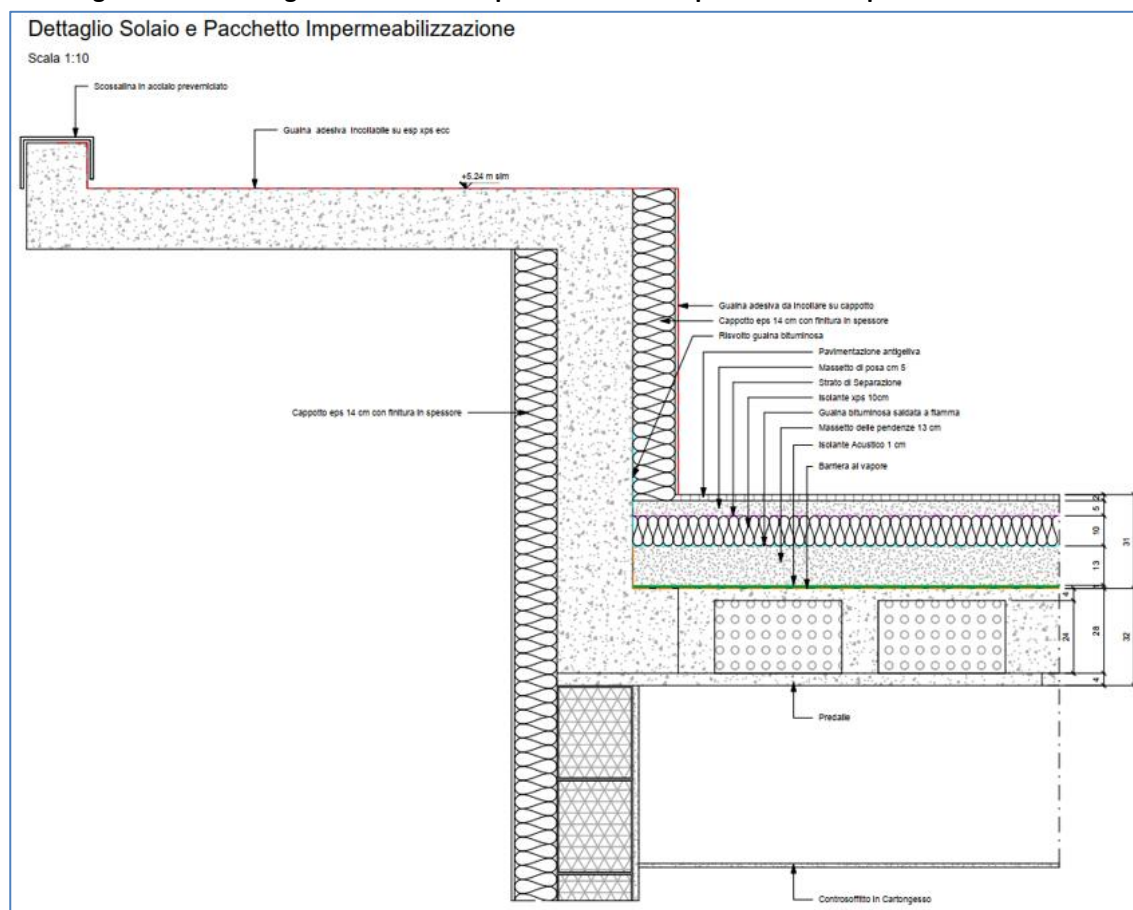 Dettaglio Solaio e Pacchetto Impermeabilizzazione
Scala 1:10
Scossalina in acciaio preverniciato
Guaina adesiva incollabile su esp xps ecc
+5.24 m slm
Guaina adesiva da incollare su cappotto
Cappotto eps 14 cm con finitura in spessore
Risvolto guaina bituminosa
Pavimentazione antigeliva
Massetto di posa cm 5
Strato di Separazione
Isolante xps 10cm
Cappotto eps 14 cm con finitura in spessore
Guaina bituminosa saldata a fiamma
Massetto delle pendenze 13 cm
Isolante Acustico 1 cm
Barriera al vapore
2
5
10
31
13
1
4
24
28
32
4
Predalle
Controsoffitto in Cartongesso